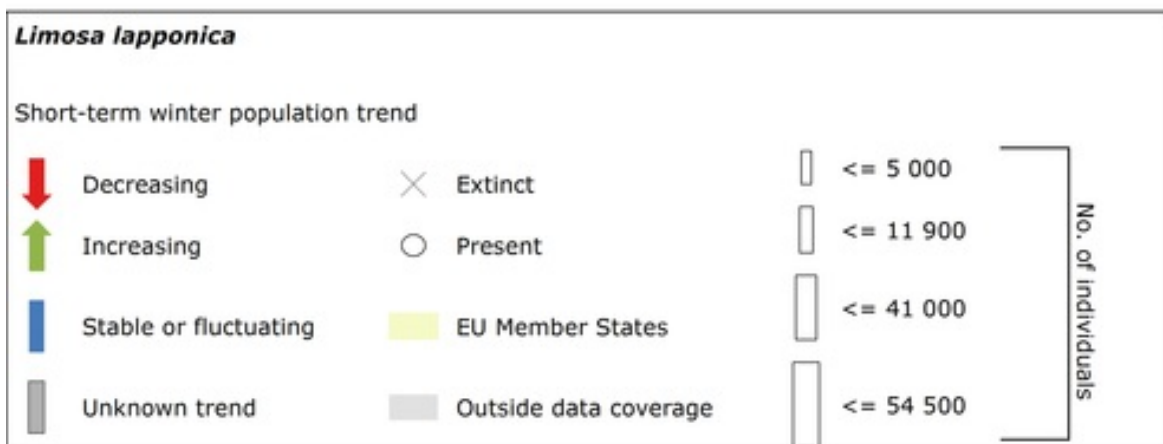 Limosa lapponica
Short-term winter population trend
Decreasing
Increasing
Stable or fluctuating
Unknown trend
Extinct
Present
EU Member States
Outside data coverage
<= 5 000
<= 11 900
<= 41 000
<= 54 500
No. of individuals